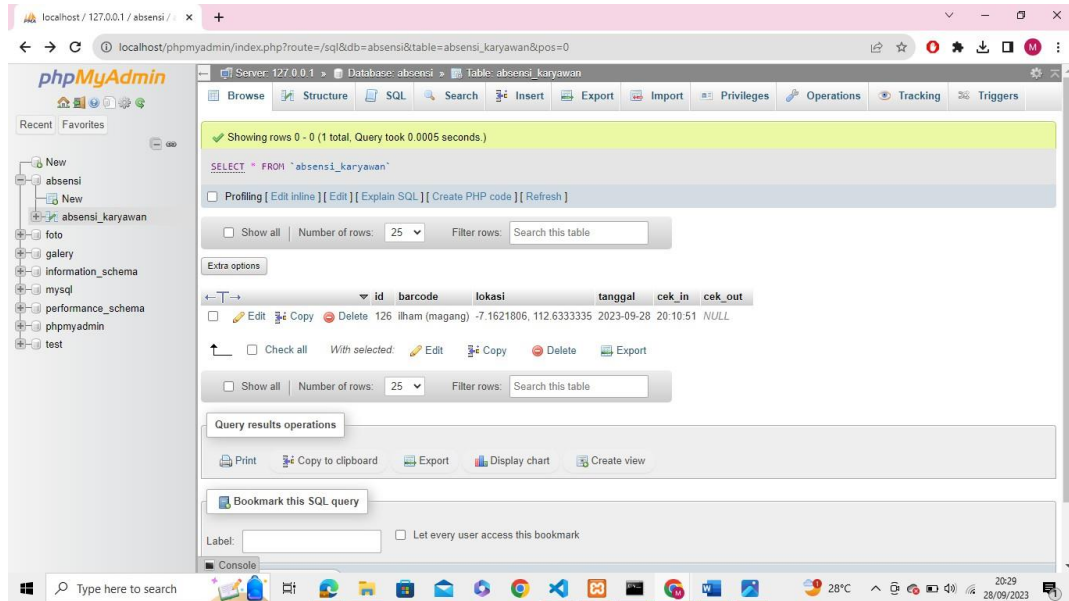 localhost / 127.0.0.1 / absensi /
localhost/phpmyadmin/index.php?route=/sql&db=absensi&table=absensi_karyawan&pos=0
M
phpMyAdmin
Recent Favorites
New
absensi
New
absensi_karyawan
foto
galery
information_schema
mysql
performance_schema
phpmyadmin
test
Server: 127.0.0.1 » Database: absensi » Table: absensi_karyawan
Browse Structure SQL Search Insert Export Import Privileges Operations Tracking Triggers
Showing rows 0 - 0 (1 total, Query took 0.0005 seconds.)
SELECT * FROM `absensi_karyawan`
Profiling [ Edit inline ] [ Edit ] [ Explain SQL ] [ Create PHP code ] [ Refresh ]
Show all | Number of rows: 25 Filter rows: Search this table
Extra options
←T→ id barcode lokasi tanggal cek_in cek_out
Edit Copy Delete 126 ilham (magang) -7.1621806, 112.6333335 2023-09-28 20:10:51 NULL
Check all With selected: Edit Copy Delete Export
Show all | Number of rows: 25 Filter rows: Search this table
Query results operations
Print Copy to clipboard Export Display chart Create view
Bookmark this SQL query
Label: Let every user access this bookmark
Console
Type here to search
28°C
20:29
28/09/2023